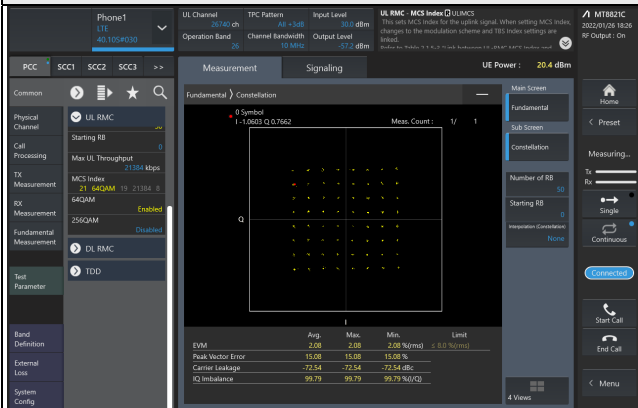 Phone1
LTE
40.105#030
UL Channel
26740 ch
TPC Pattern
All +3dB
Input Level
30.0 dBm
Operation Band
26
Channel Bandwidth
10 MHz
Output Level
-57.2 dBm
UL RMC - MCS Index ULIMCS
This sets MCS Index for the uplink signal. When setting MCS Index,
changes to the modulation scheme and TBS Index settings are
linked.
MT8821C
2022/01/26 18:26
RF Output : On
PCC
SCC1
SCC2
SCC3
>>
Measurement
Signaling
UE Power : 20.4 dBm
Common
Physical
Channel
Call
Processing
TX
Measurement
RX
Measurement
Fundamental
Measurement
Test
Parameter
Band
Definition
External
Loss
System
Config
UL RMC
50
Starting RB
0
Max UL Throughput
21384 kbps
MCS Index
21 64QAM 19 21384 8
64QAM
Enabled
256QAM
Disabled
DL RMC
TDD
Fundamental
Constellation
0 Symbol
I -1.0603 Q 0.7662
Meas. Count : 1/ 1
Q
I
Avg. Max. Min. Limit
EVM 2.08 2.08 2.08 %(rms) ≤ 8.0 %(rms)
Peak Vector Error 15.08 15.08 15.08 %
Carrier Leakage -72.54 -72.54 -72.54 dBc
IQ Imbalance 99.79 99.79 99.79 %(I/Q)
Main Screen
Fundamental
Sub Screen
Constellation
Number of RB
50
Starting RB
0
Interpolation (Constellation)
None
4 Views
Home
< Preset
Measuring...
Tx
Rx
Single
Continuous
Connected
Start Call
End Call
< Menu